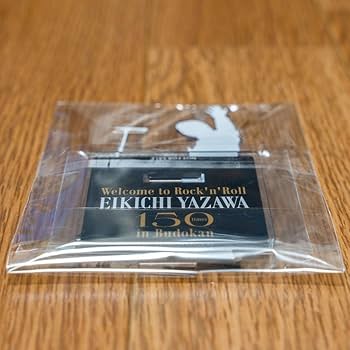 Welcome to Rock'n'Roll
EIKICHI YAZAWA
150 times
in Budokan